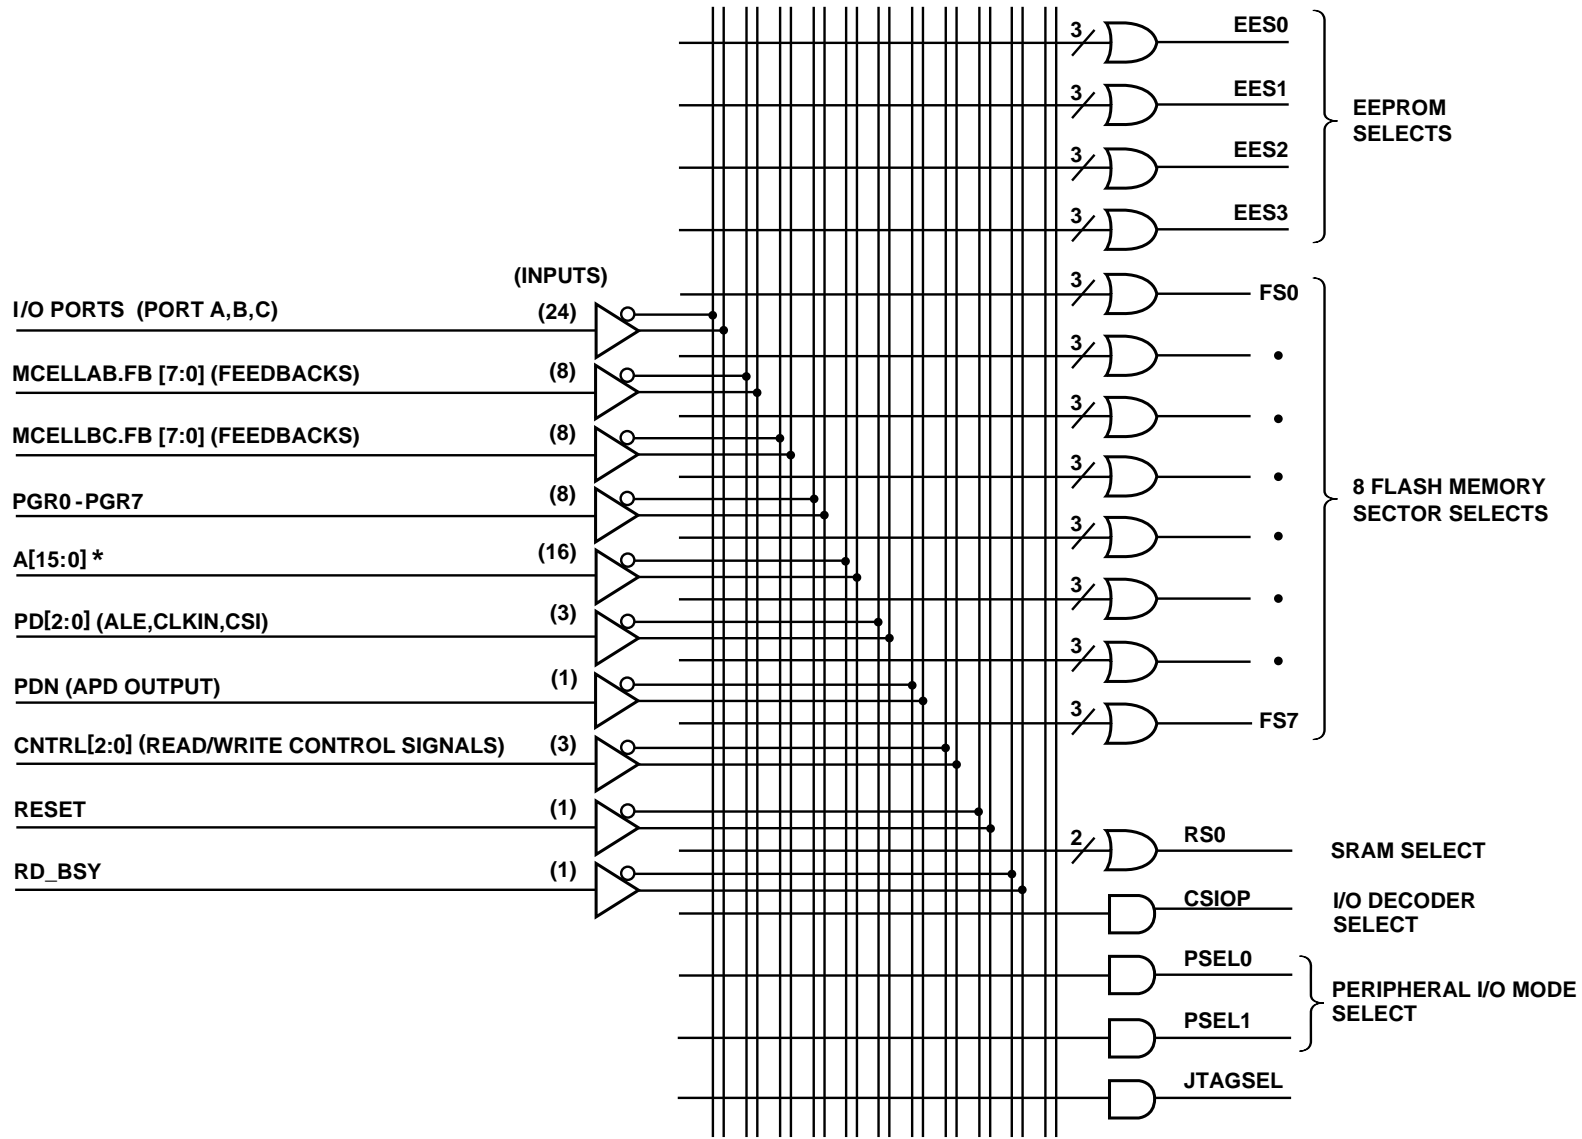 3 EES0
3 EES1
EEPROM
SELECTS
3 EES2
3 EES3
(INPUTS)
3 FS0
I/O PORTS (PORT A,B,C) (24)
3
MCELLAB.FB [7:0] (FEEDBACKS) (8)
3
MCELLBC.FB [7:0] (FEEDBACKS) (8)
3
8 FLASH MEMORY
SECTOR SELECTS
PGR0 - PGR7 (8)
3
A[15:0] * (16)
3
PD[2:0] (ALE,CLKIN,CSI) (3)
3
PDN (APD OUTPUT) (1)
3 FS7
CNTRL[2:0] (READ/WRITE CONTROL SIGNALS) (3)
RESET (1)
2 RS0 SRAM SELECT
RD_BSY (1)
CSIOP I/O DECODER
SELECT
PSEL0
PERIPHERAL I/O MODE
SELECT
PSEL1
JTAGSEL